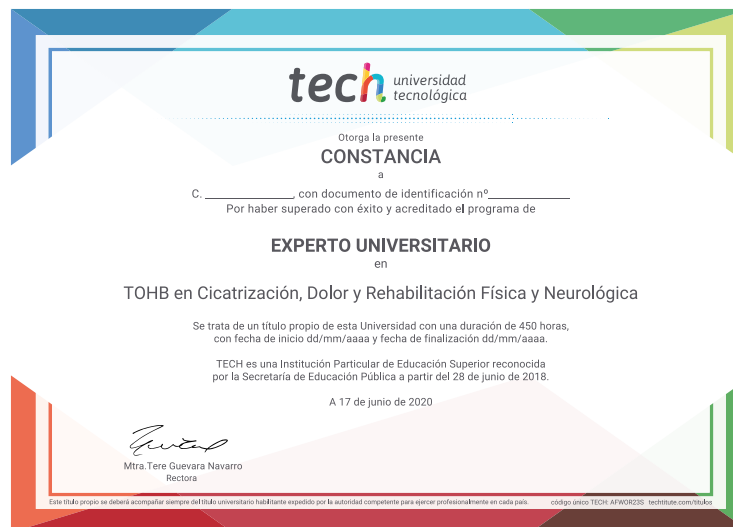 tech universidad
tecnológica
Otorga la presente
CONSTANCIA
a
C. ______________, con documento de identificación nº______________
Por haber superado con éxito y acreditado el programa de
EXPERTO UNIVERSITARIO
en
TOHB en Cicatrización, Dolor y Rehabilitación Física y Neurológica
Se trata de un título propio de esta Universidad con una duración de 450 horas,
con fecha de inicio dd/mm/aaaa y fecha de finalización dd/mm/aaaa.
TECH es una Institución Particular de Educación Superior reconocida
por la Secretaría de Educación Pública a partir del 28 de junio de 2018.
A 17 de junio de 2020
Mtra.Tere Guevara Navarro
Rectora
Este título propio se deberá acompañar siempre del título universitario habilitante expedido por la autoridad competente para ejercer profesionalmente en cada país. código único TECH: AFWOR23S techtitute.com/titulos